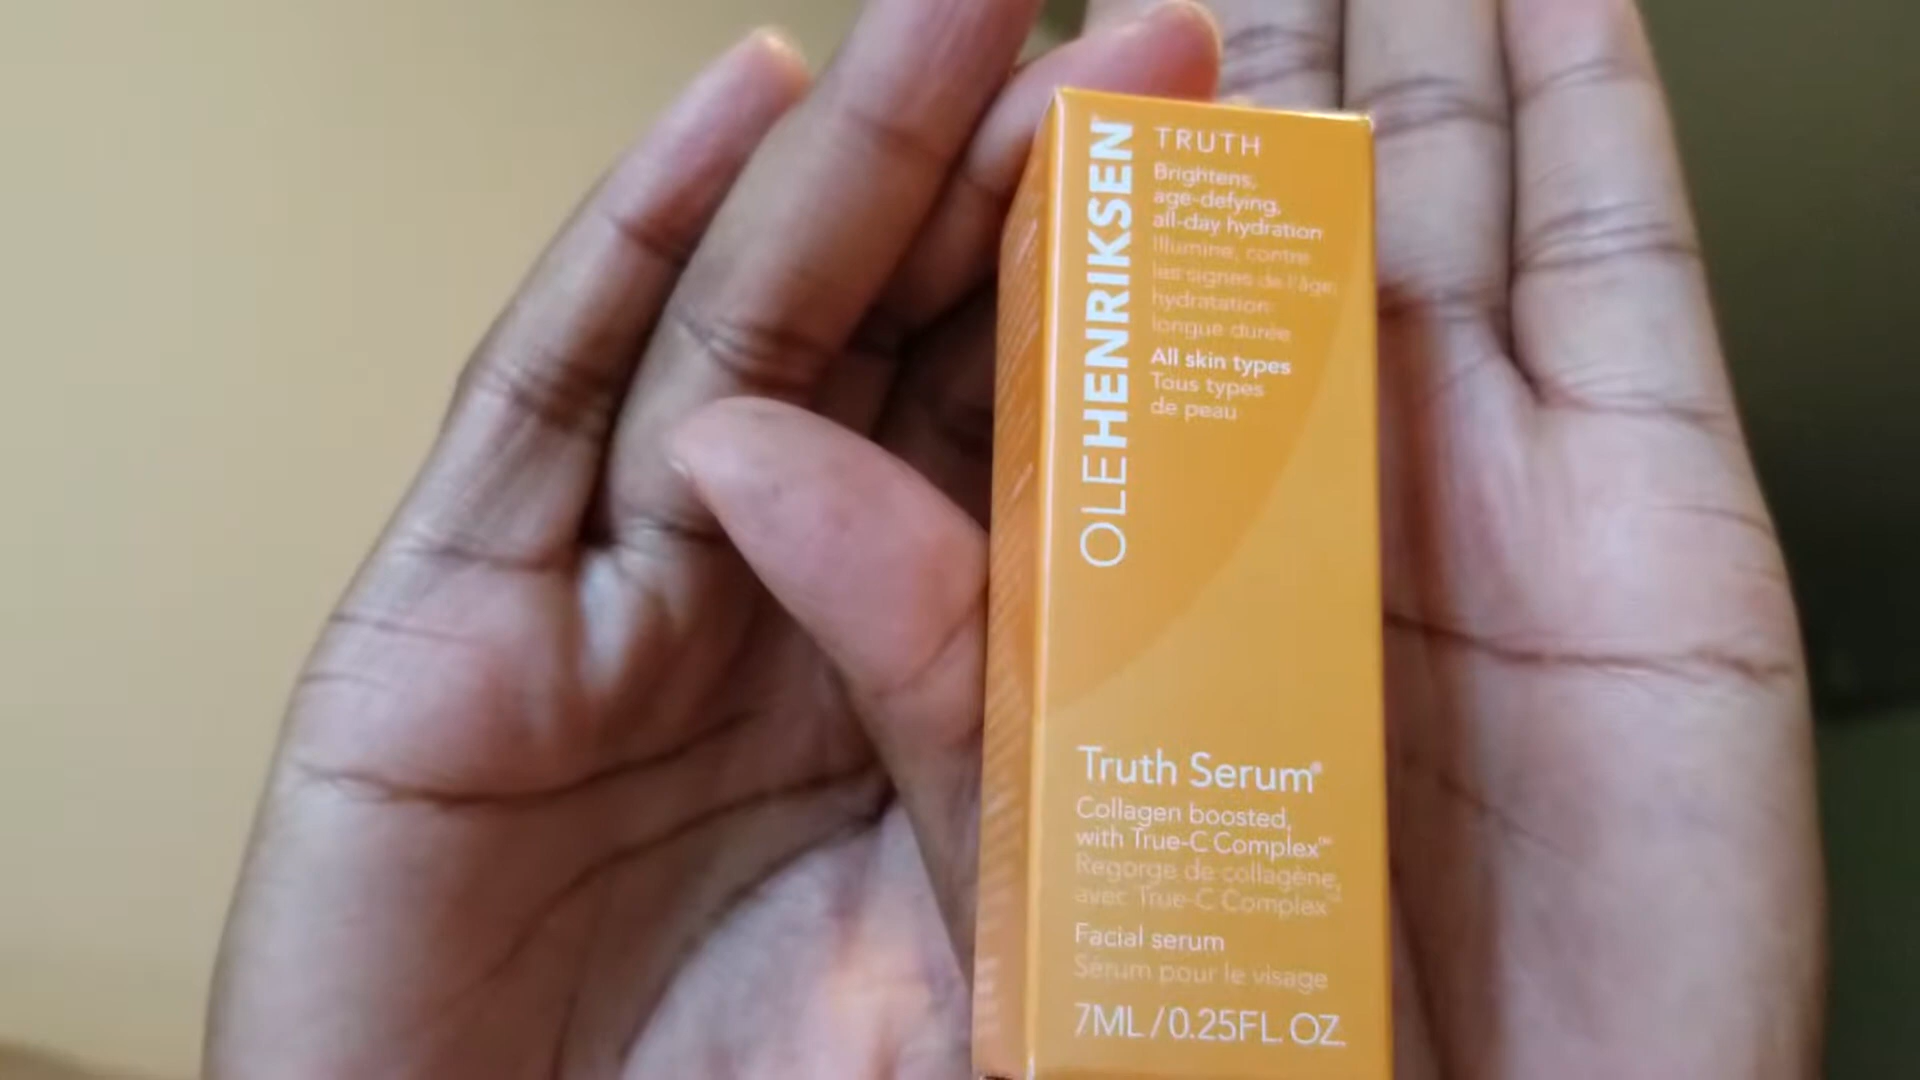 OLEHENRIKSEN
TRUTH
Brightens,
age-defying,
all-day hydration
Illumine, contre
les signes de l'âge,
hydratation
longue durée
All skin types
Tous types
de peau
Truth Serum®
Collagen boosted,
with True-C Complex™
Regorge de collagène,
avec True-C Complex™
Facial serum
Sérum pour le visage
7ML/0.25FL.OZ.